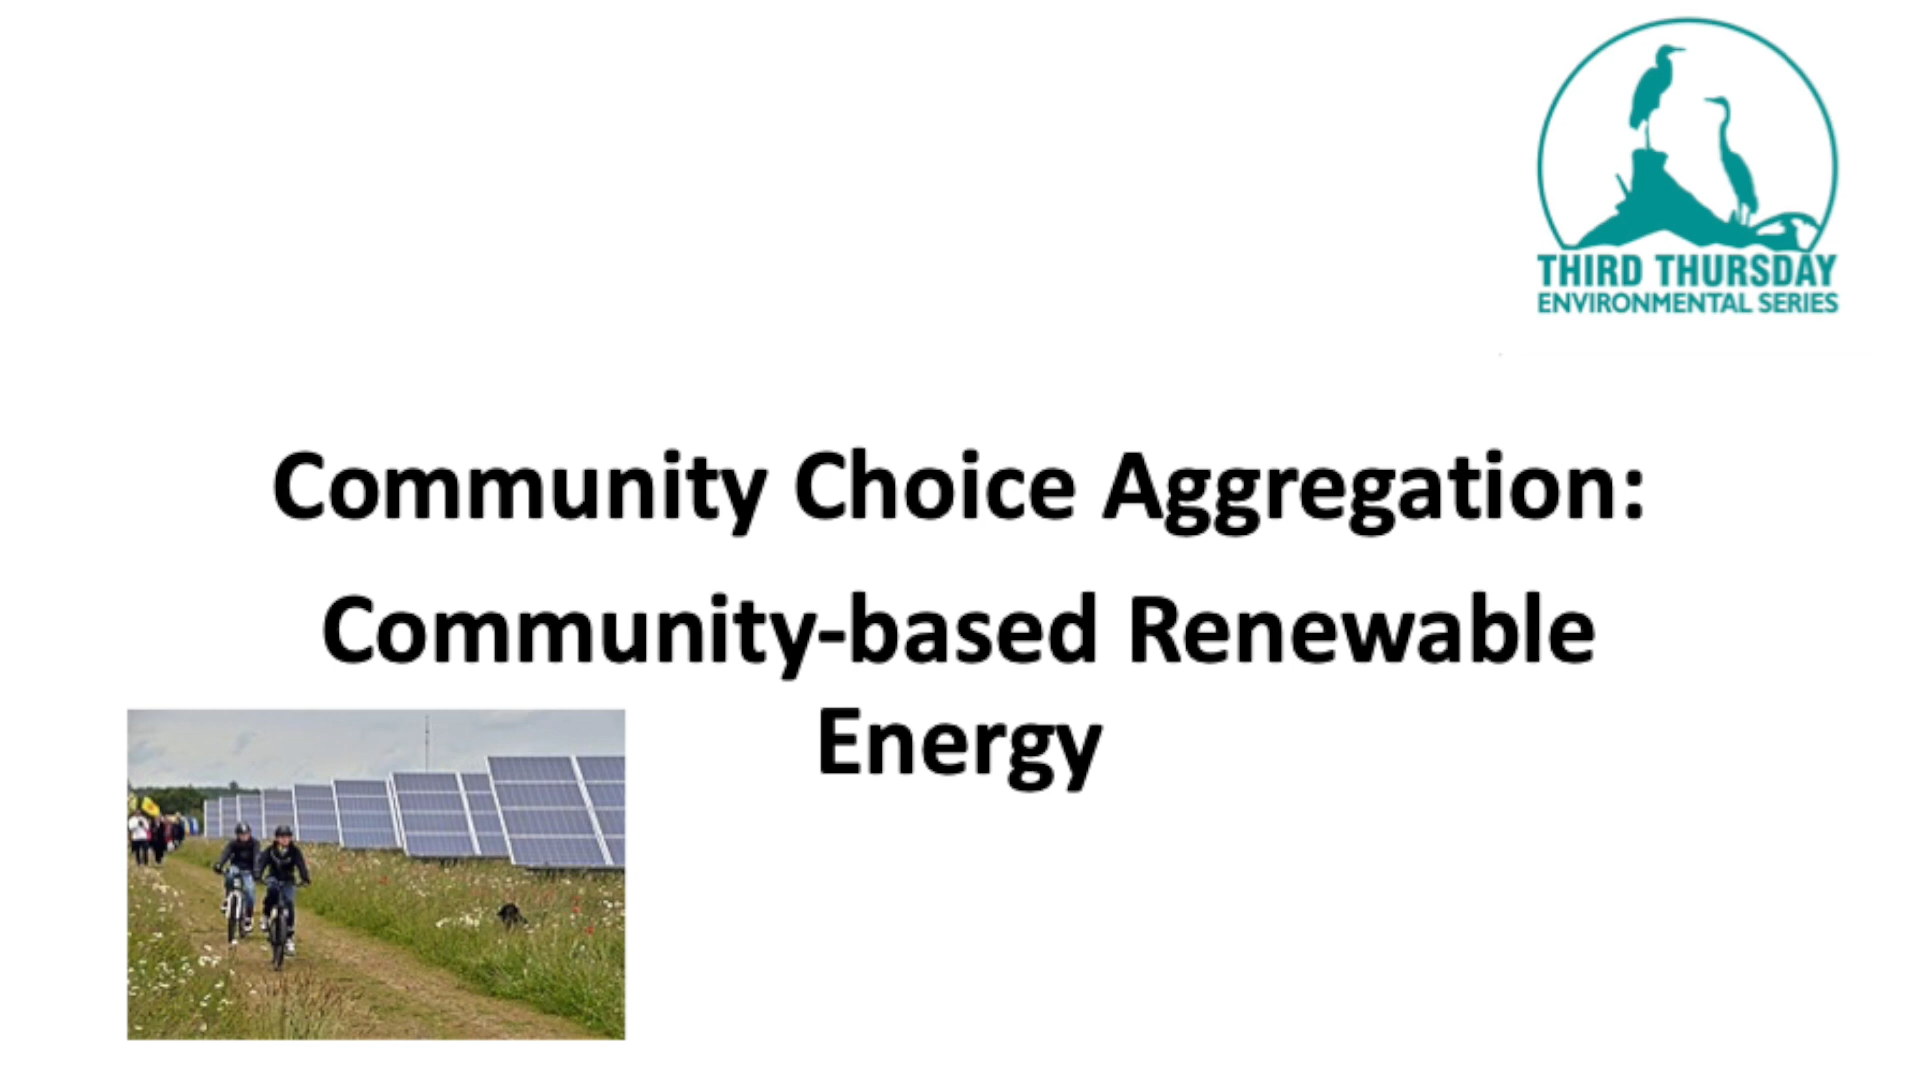 THIRD THURSDAY
ENVIRONMENTAL SERIES
Community Choice Aggregation:
Community-based Renewable
Energy